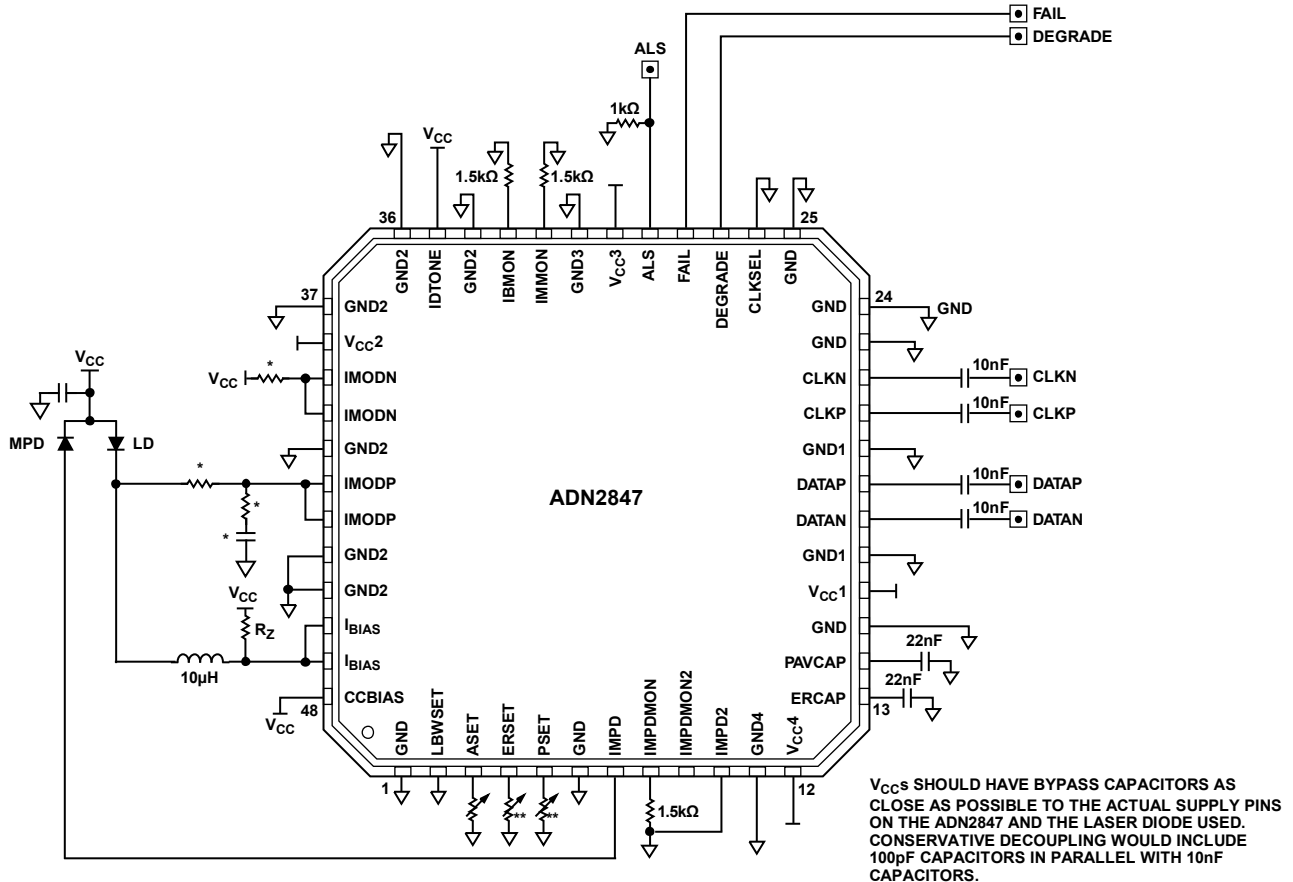 FAIL
DEGRADE
ALS
1kΩ
VCC
1.5kΩ
1.5kΩ
36
25
GND2
IDTONE
GND2
IBMON
IMMON
GND3
VCC3
ALS
FAIL
DEGRADE
CLKSEL
GND
37
GND2
VCC2
VCC
*
IMODN
IMODN
GND2
VCC
MPD
LD
*
IMODP
*
IMODP
*
GND2
GND2
VCC
RZ
IBIAS
IBIAS
10µH
CCBIAS
48
VCC
ADN2847
24
GND
GND
GND
CLKN
10nF
CLKN
CLKP
10nF
CLKP
GND1
DATAP
10nF
DATAP
DATAN
10nF
DATAN
GND1
VCC1
GND
22nF
PAVCAP
22nF
ERCAP
13
GND
LBWSET
ASET
ERSET
PSET
GND
IMPD
IMPDMON
IMPDMON2
IMPD2
GND4
VCC4
1
12
**
**
1.5kΩ
VCCs SHOULD HAVE BYPASS CAPACITORS AS
CLOSE AS POSSIBLE TO THE ACTUAL SUPPLY PINS
ON THE ADN2847 AND THE LASER DIODE USED.
CONSERVATIVE DECOUPLING WOULD INCLUDE
100pF CAPACITORS IN PARALLEL WITH 10nF
CAPACITORS.